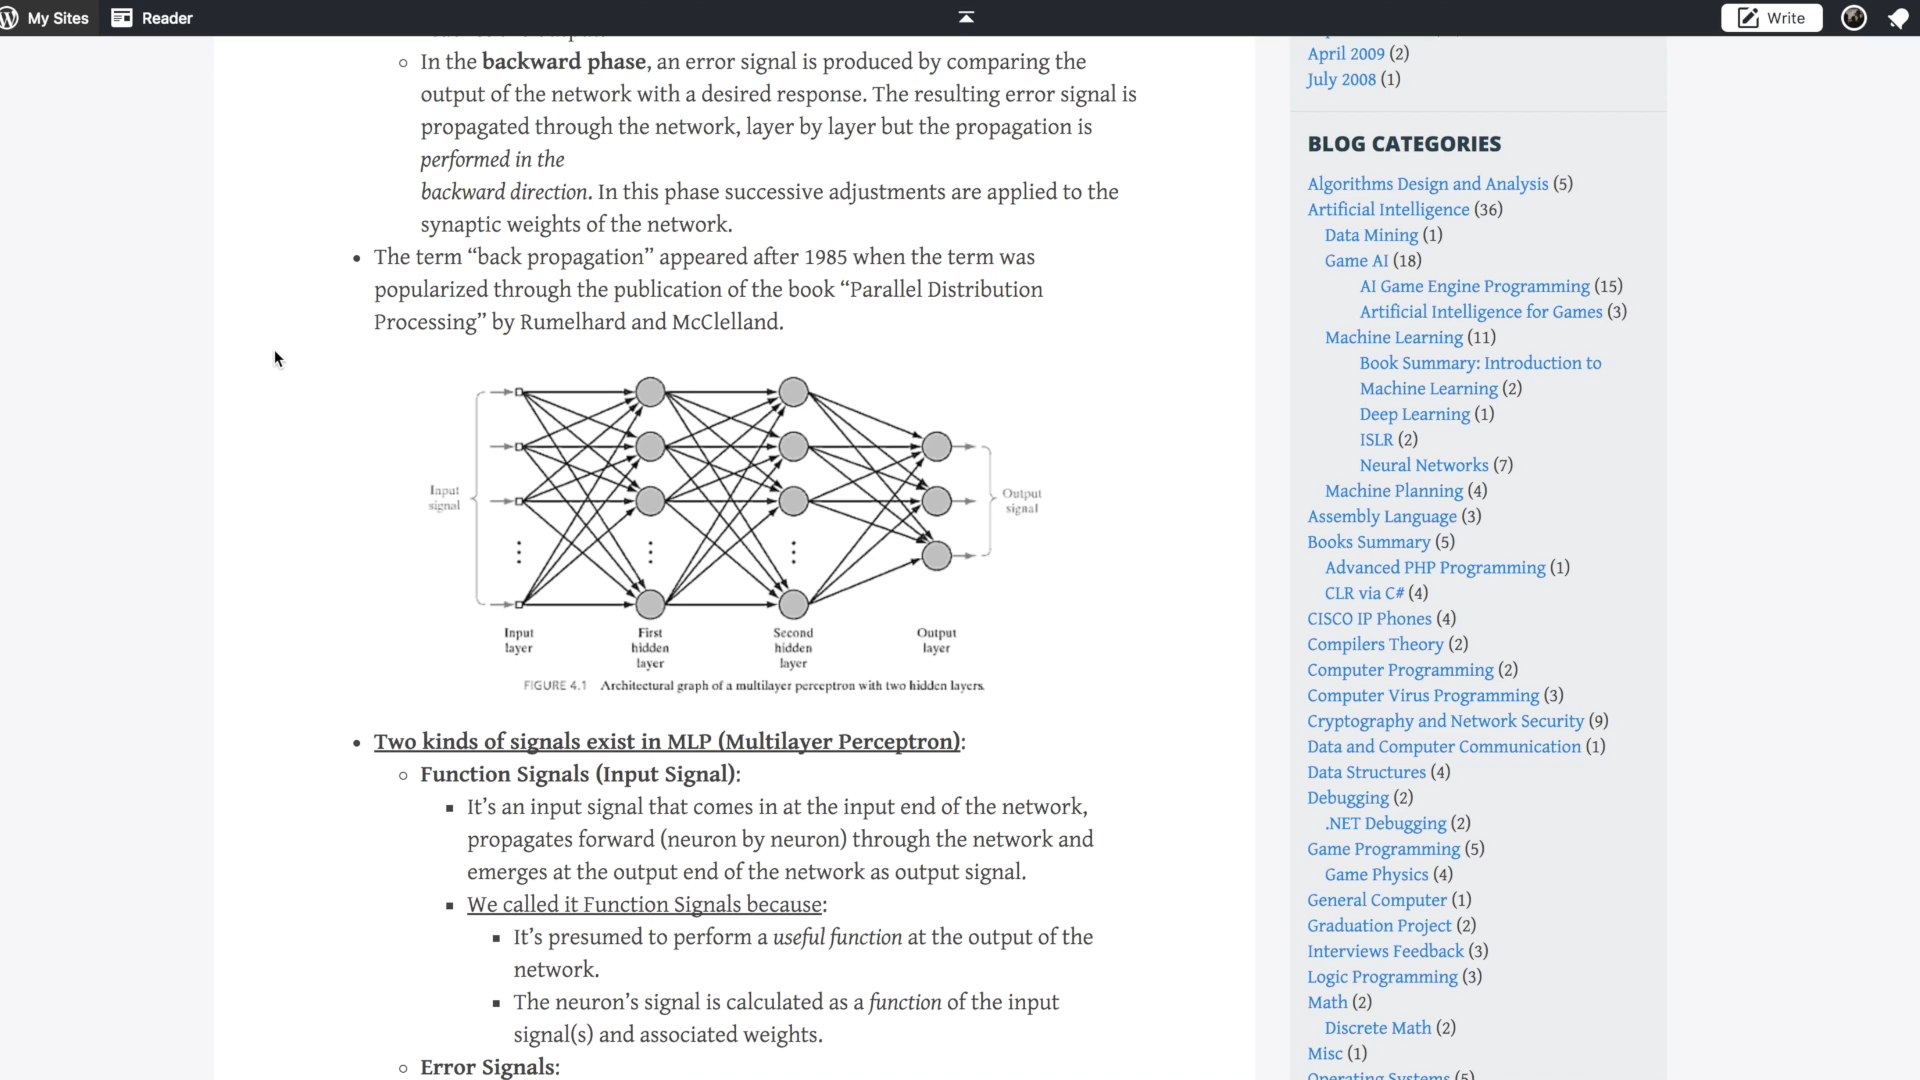 My Sites
Reader
Write
In the backward phase, an error signal is produced by comparing the
output of the network with a desired response. The resulting error signal is
propagated through the network, layer by layer but the propagation is
performed in the
backward direction. In this phase successive adjustments are applied to the
synaptic weights of the network.
The term “back propagation” appeared after 1985 when the term was
popularized through the publication of the book “Parallel Distribution
Processing” by Rumelhard and McClelland.
Input
signal
Output
signal
Input
layer
First
hidden
layer
Second
hidden
layer
Output
layer
FIGURE 4.1 Architectural graph of a multilayer perceptron with two hidden layers.
Two kinds of signals exist in MLP (Multilayer Perceptron):
Function Signals (Input Signal):
It’s an input signal that comes in at the input end of the network,
propagates forward (neuron by neuron) through the network and
emerges at the output end of the network as output signal.
We called it Function Signals because:
It’s presumed to perform a useful function at the output of the
network.
The neuron’s signal is calculated as a function of the input
signal(s) and associated weights.
Error Signals:
April 2009 (2)
July 2008 (1)
BLOG CATEGORIES
Algorithms Design and Analysis (5)
Artificial Intelligence (36)
Data Mining (1)
Game AI (18)
AI Game Engine Programming (15)
Artificial Intelligence for Games (3)
Machine Learning (11)
Book Summary: Introduction to
Machine Learning (2)
Deep Learning (1)
ISLR (2)
Neural Networks (7)
Machine Planning (4)
Assembly Language (3)
Books Summary (5)
Advanced PHP Programming (1)
CLR via C# (4)
CISCO IP Phones (4)
Compilers Theory (2)
Computer Programming (2)
Computer Virus Programming (3)
Cryptography and Network Security (9)
Data and Computer Communication (1)
Data Structures (4)
Debugging (2)
.NET Debugging (2)
Game Programming (5)
Game Physics (4)
General Computer (1)
Graduation Project (2)
Interviews Feedback (3)
Logic Programming (3)
Math (2)
Discrete Math (2)
Misc (1)
Operating Systems (5)